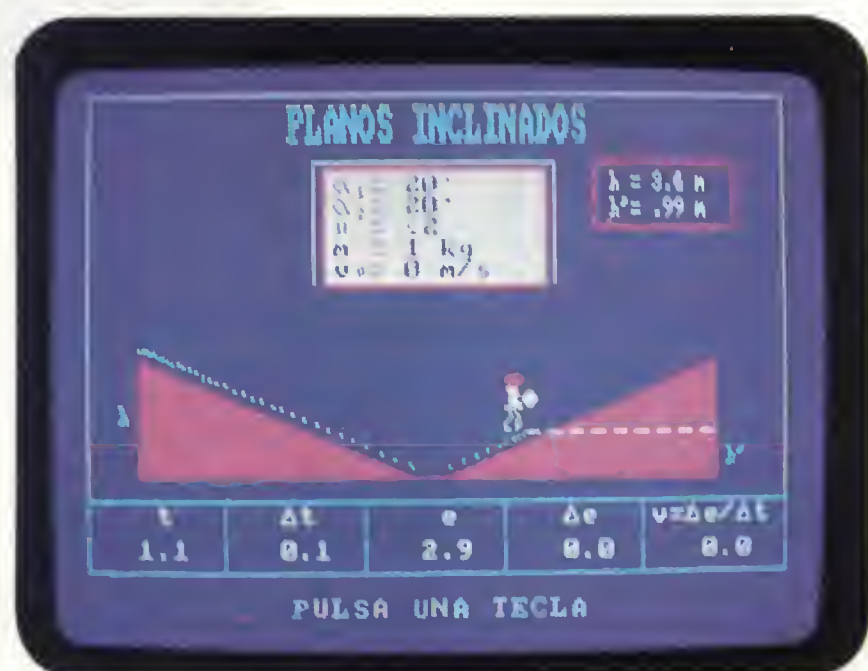 PLANOS INCLINADOS
m 1 kg
0 m/s
h = 3.4 m
h'= .99 m
h
h'
t Δt e Δe v=Δe/Δt
1.1 0.1 2.9 0.0 0.0
PULSA UNA TECLA